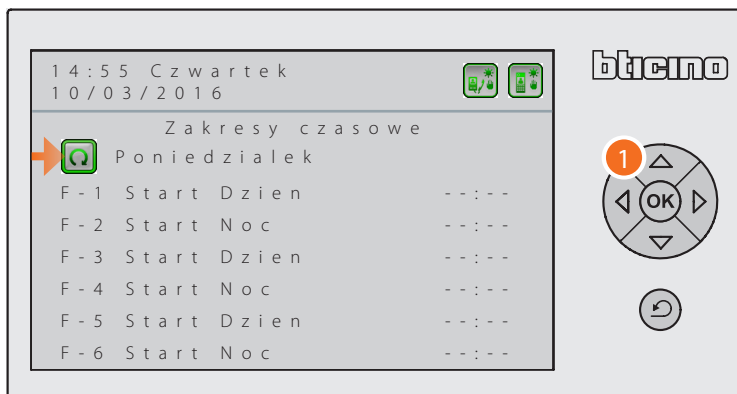 14:55 Czwartek
10/03/2016
bticino
Zakresy czasowe
Poniedzialek
1
F-1 Start Dzien --:--
F-2 Start Noc --:--
OK
F-3 Start Dzien --:--
F-4 Start Noc --:--
F-5 Start Dzien --:--
F-6 Start Noc --:--